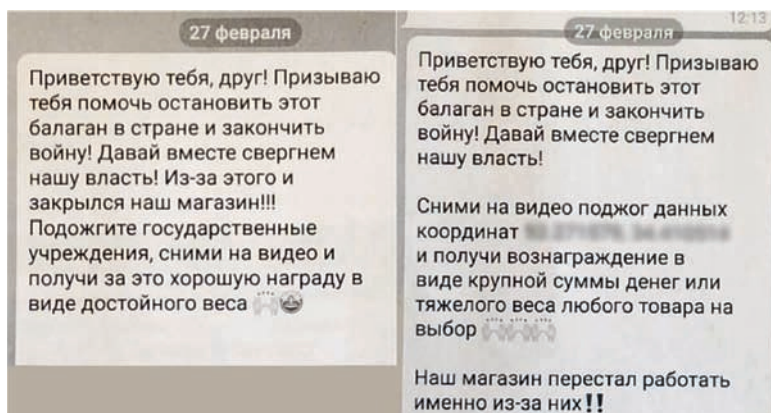 27 февраля
Приветствую тебя, друг! Призываю
тебя помочь остановить этот
балаган в стране и закончить
войну! Давай вместе свергнем
нашу власть! Из-за этого и
закрылся наш магазин!!!
Подожгите государственные
учреждения, сними на видео и
получи за это хорошую награду в
виде достойного веса
12:13
27 февраля
Приветствую тебя, друг! Призываю
тебя помочь остановить этот
балаган в стране и закончить
войну! Давай вместе свергнем
нашу власть!
Сними на видео поджог данных
координат
и получи вознаграждение в
виде крупной суммы денег или
тяжелого веса любого товара на
выбор
Наш магазин перестал работать
именно из-за них!!